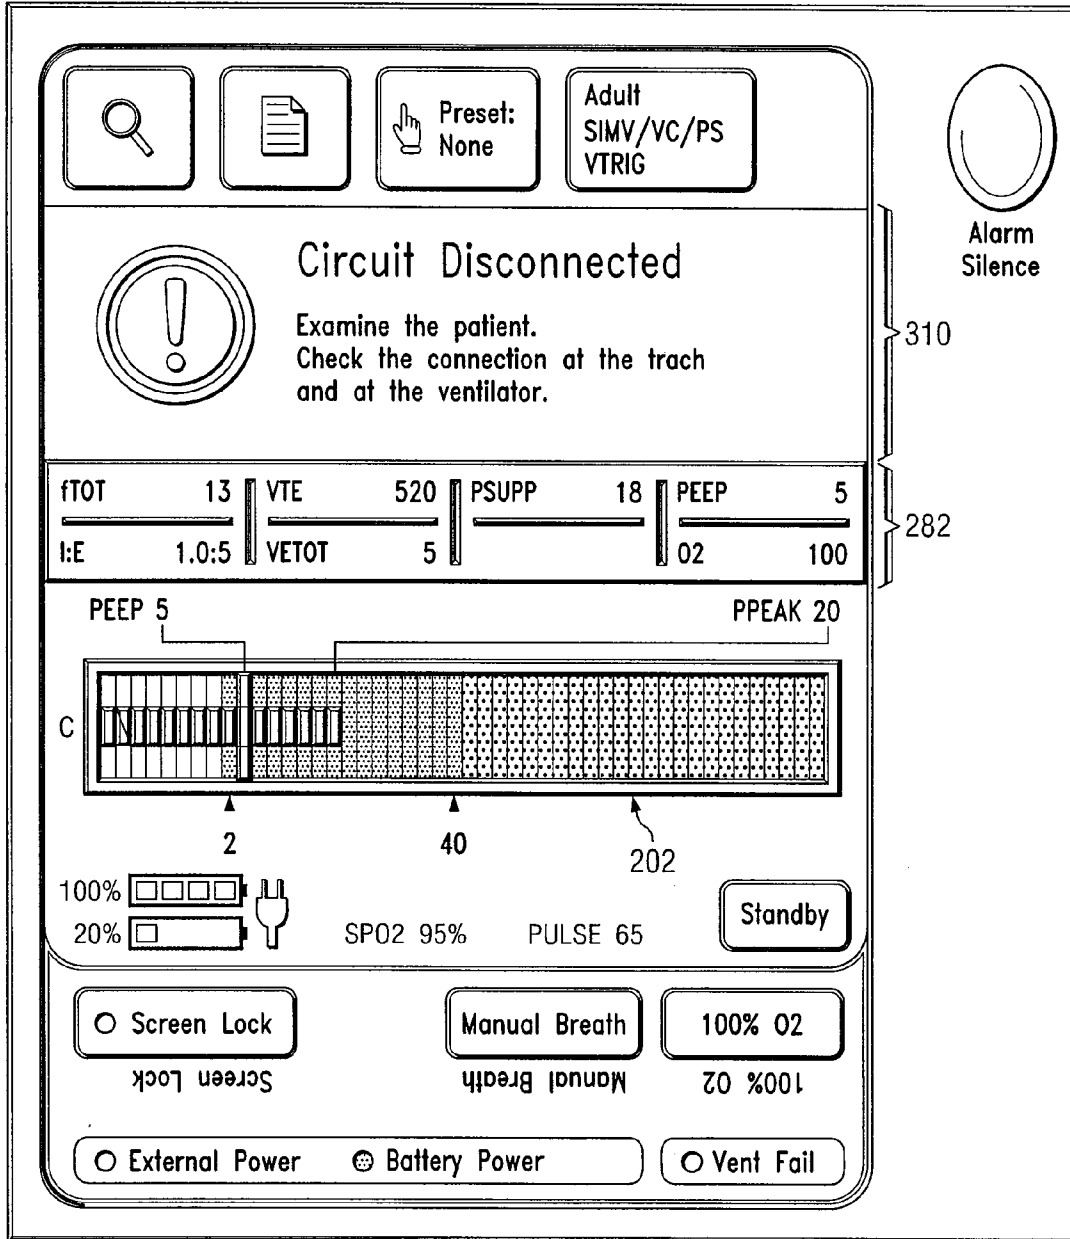 Preset:
None
Adult
SIMV/VC/PS
VTRIG
Alarm
Silence
Circuit Disconnected
Examine the patient.
Check the connection at the trach
and at the ventilator.
310
fTOT 13 VTE 520 PSUPP 18 PEEP 5
I:E 1.0:5 VETOT 5 O2 100
282
PEEP 5 PPEAK 20
C
2 40 202
100%
20% SPO2 95% PULSE 65 Standby
Screen Lock Manual Breath 100% O2
Screen Lock Manual Breath 100% O2
External Power Battery Power Vent Fail